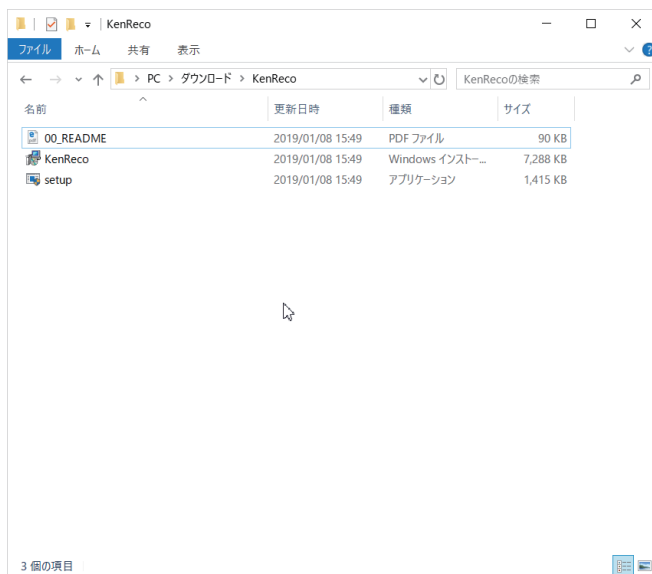 KenReco
ファイル ホーム 共有 表示
PC > ダウンロード > KenReco KenRecoの検索
名前 更新日時 種類 サイズ
00_README 2019/01/08 15:49 PDF ファイル 90 KB
KenReco 2019/01/08 15:49 Windows インストー... 7,288 KB
setup 2019/01/08 15:49 アプリケーション 1,415 KB
3 個の項目